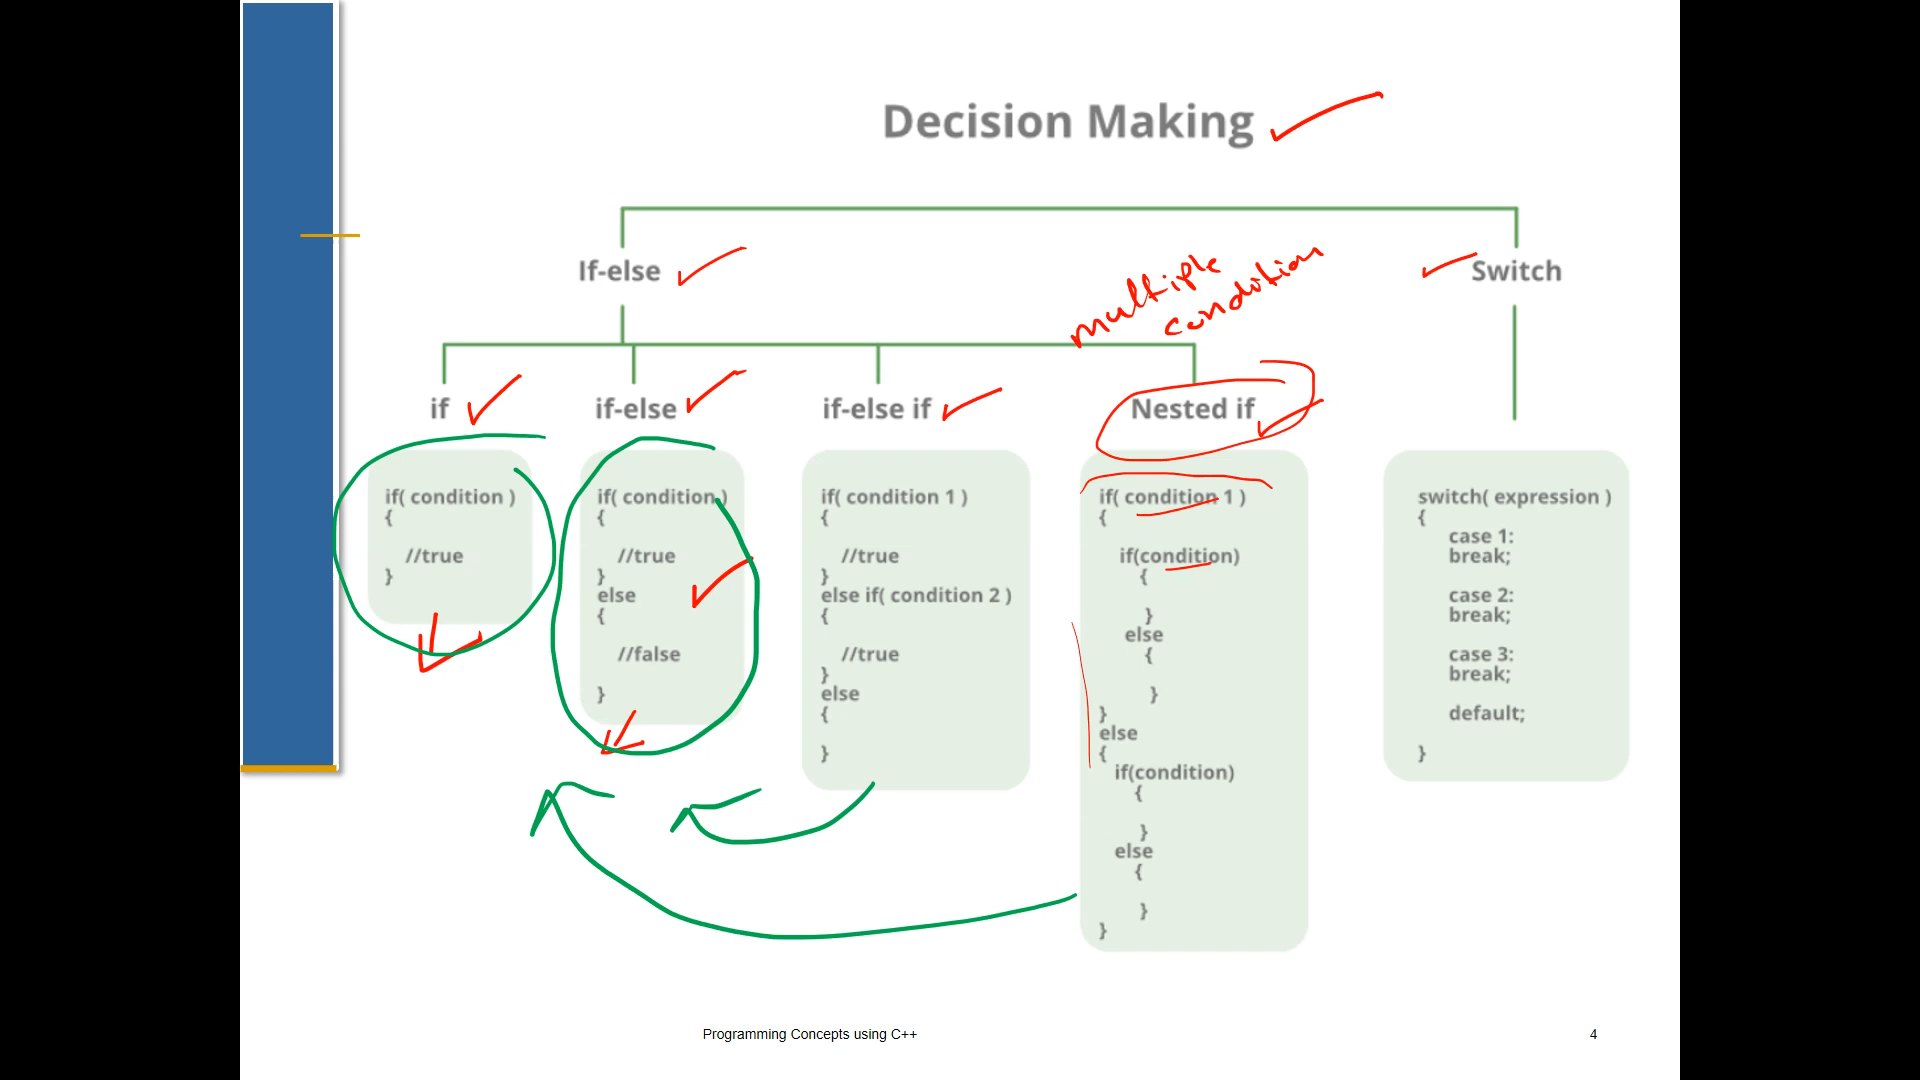 Decision Making
If-else
Switch
multiple
condition
if
if-else
if-else if
Nested if
if( condition )
{
//true
}
if( condition )
{
//true
}
else
{
//false
}
if( condition 1 )
{
//true
}
else if( condition 2 )
{
//true
}
else
{
}
if( condition 1 )
{
if(condition)
{
}
else
{
}
}
else
{
if(condition)
{
}
else
{
}
}
switch( expression )
{
case 1:
break;
case 2:
break;
case 3:
break;
default;
}
Programming Concepts using C++
4